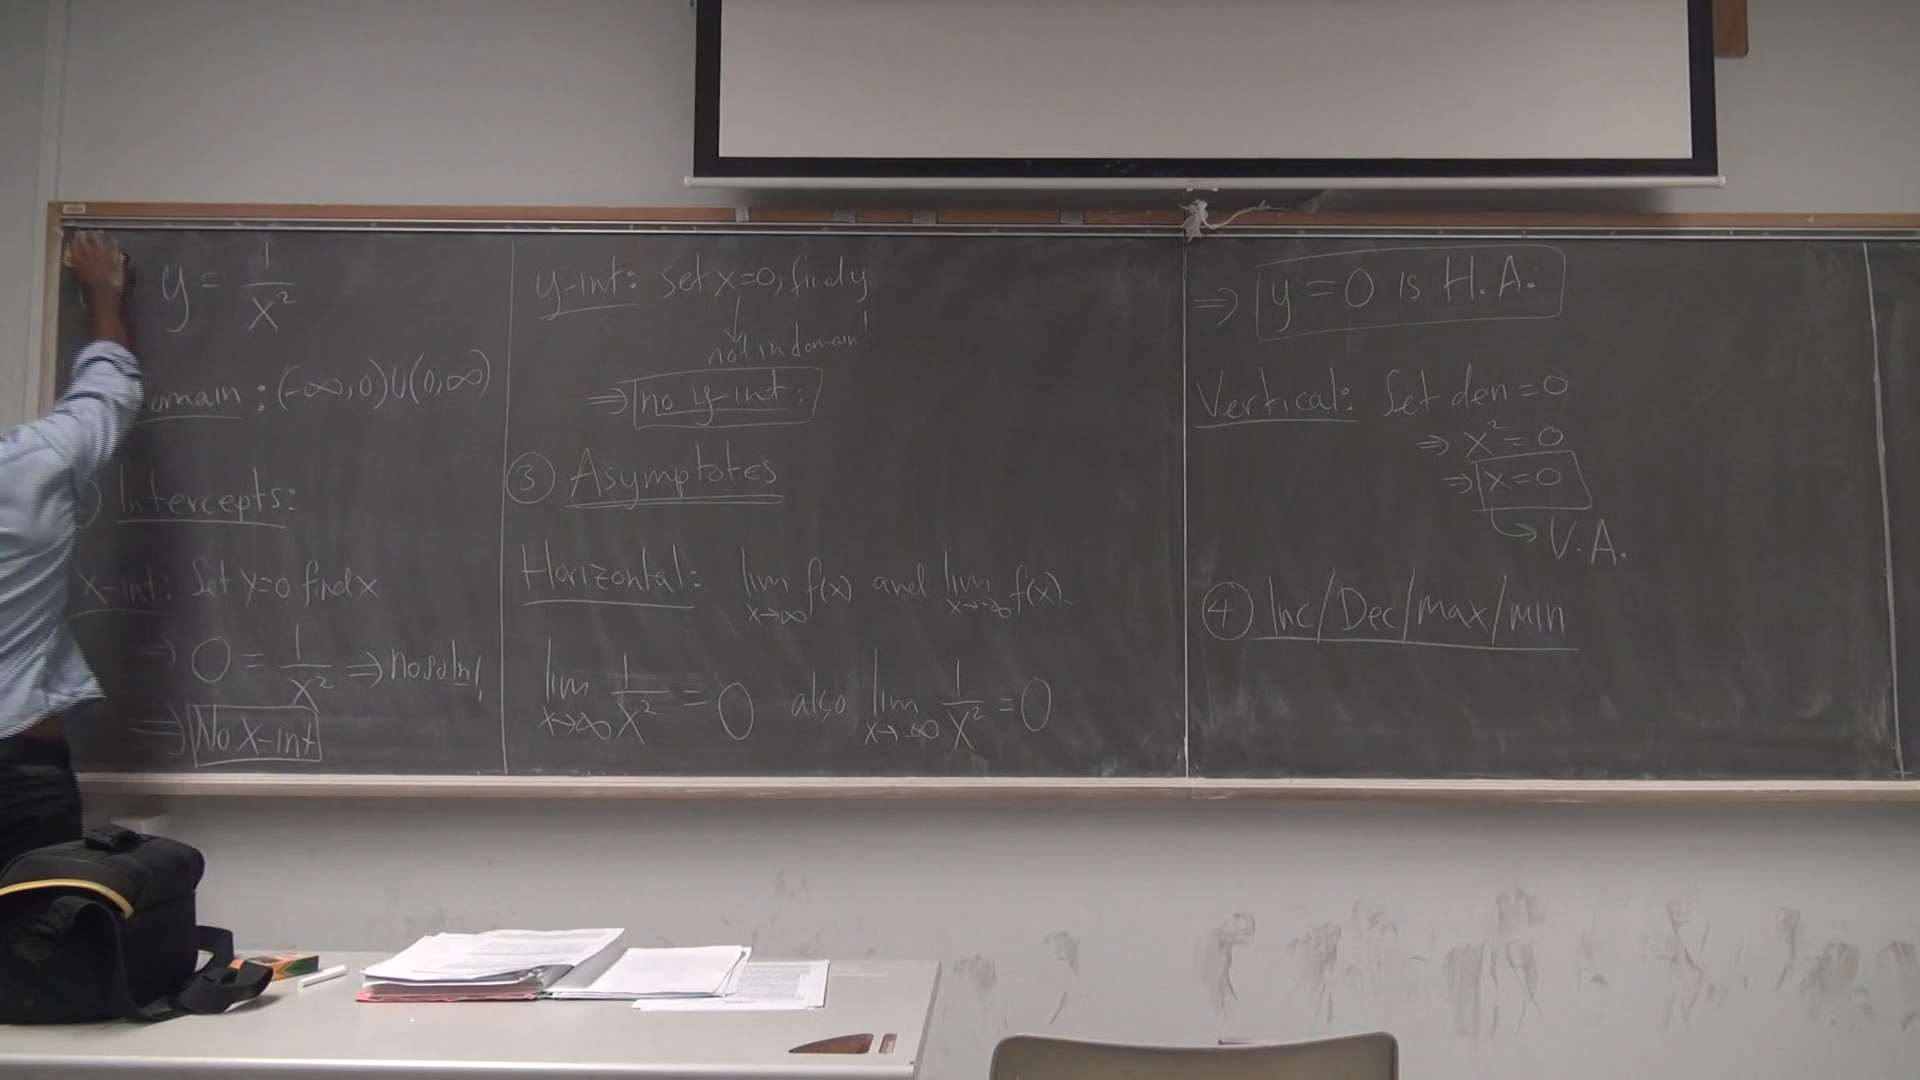 y = 1/x²
omain : (-∞,0)U(0,∞)
Intercepts:
x-int: Set y=0 find x
⇒ 0 = 1/x² ⇒ no soln!
⇒ No x-int
y-int: set x=0, find y
not in domain!
⇒ no y-int.
③ Asymptotes
Horizontal: lim x→∞ f(x) and lim x→-∞ f(x).
lim x→∞ 1/x² = 0 also lim x→-∞ 1/x² = 0
⇒ y=0 is H.A.
Vertical: Set den = 0
⇒ x² = 0
⇒ x=0
↳ V.A.
④ Inc/Dec/max/min